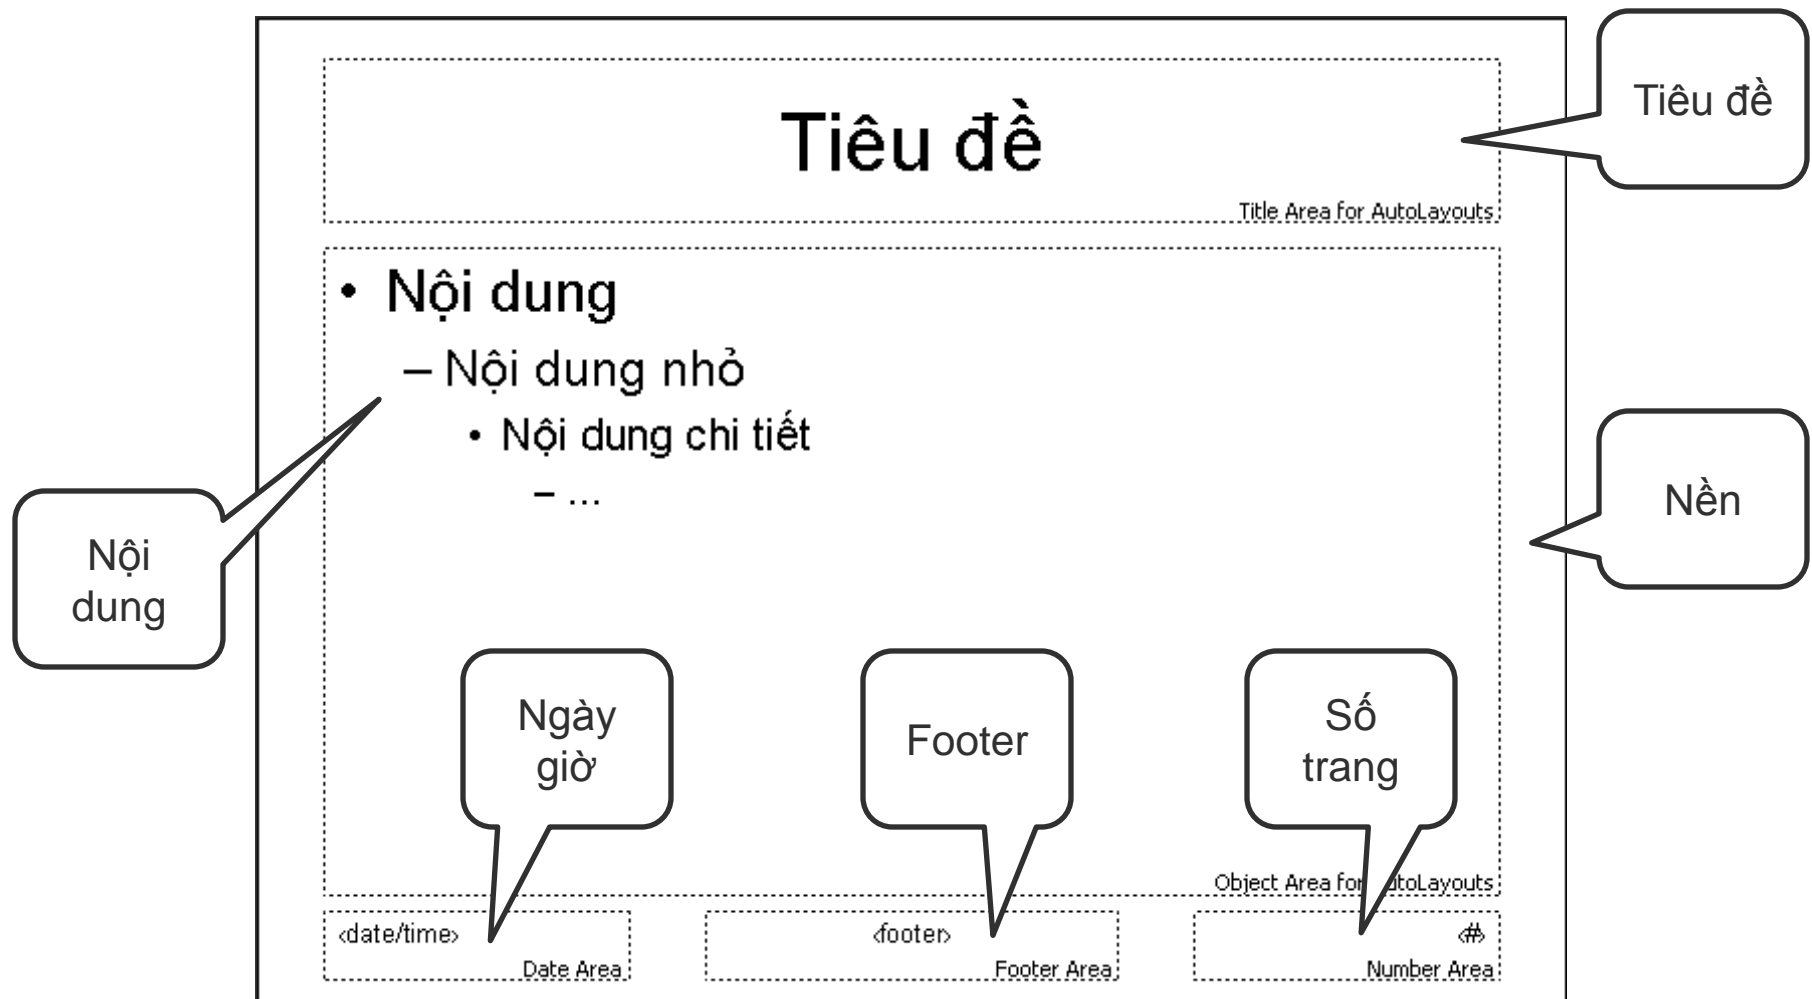 Tiêu đề
Tiêu đề
Title Area for AutoLayouts
• Nội dung
– Nội dung nhỏ
• Nội dung chi tiết
– ...
Nền
Nội
dung
Ngày
giờ
Footer
Số
trang
Object Area for AutoLayouts
<date/time>
<footer>
<#>
Date Area
Footer Area
Number Area